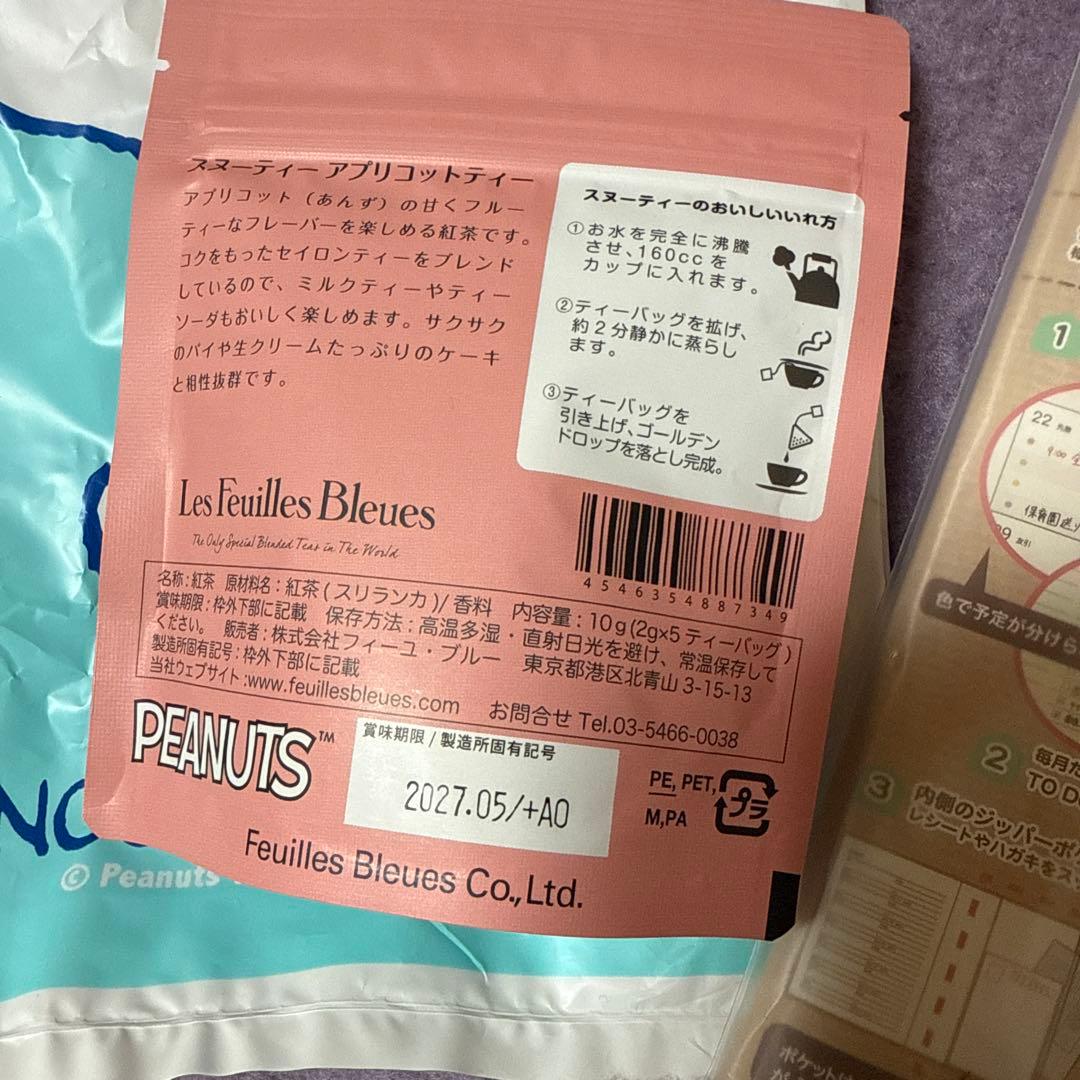 スヌーティー アプリコットティー
アプリコット（あんず）の甘くフルー
ティーなフレーバーを楽しめる紅茶です。
コクをもったセイロンティーをブレンド
しているので、ミルクティーやティー
ソーダもおいしく楽しめます。サクサク
のパイや生クリームたっぷりのケーキ
と相性抜群です。
スヌーティーのおいしいいれ方
①お水を完全に沸騰
させ、160ccを
カップに入れます。
②ティーバッグを拡げ、
約2分静かに蒸らし
ます。
③ティーバッグを
引き上げ、ゴールデン
ドロップを落とし完成。
Les Feuilles Bleues
The Only Special Blended Teas in The World
4546354887349
名称:紅茶 原材料名:紅茶(スリランカ)/香料 内容量:10g(2g×5ティーバッグ)
賞味期限:枠外下部に記載 保存方法:高温多湿・直射日光を避け、常温保存して
ください。 販売者:株式会社フィーユ・ブルー 東京都港区北青山3-15-13
製造所固有記号:枠外下部に記載
当社ウェブサイト:www.feuillesbleues.com お問合せ Tel.03-5466-0038
PEANUTS™
賞味期限/製造所固有記号
2027.05/+A0
PE, PET,
M,PA
プラ
Feuilles Bleues Co.,Ltd.
© Peanuts
1
22
保育園送り
色で予定が分けら
2 毎月だ
TO DO
3 内側のジッパーポケ
レシートやハガキをス
ポケットは